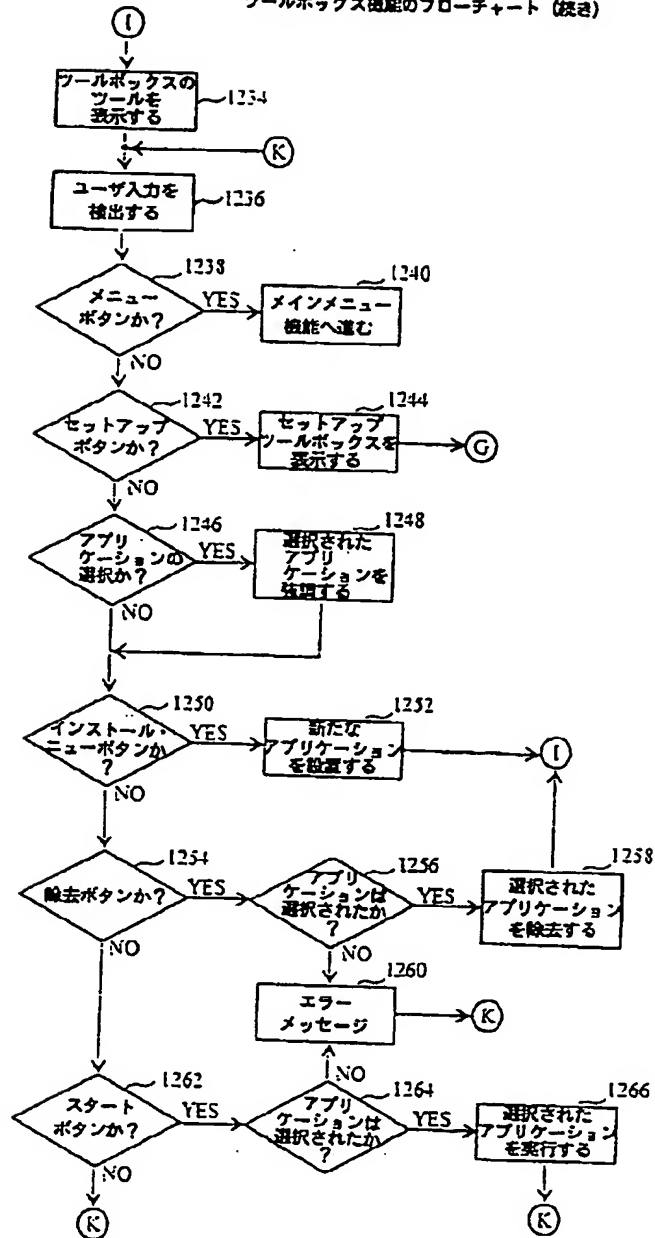 ツールボックス機能のフローチャート (続き)
I
ツールボックスの
ツールを
表示する
1234
K
ユーザ入力を
検出する
1236
1238
メニュー
ボタンか?
YES
1240
メインメニュー
機能へ進む
NO
1242
セットアップ
ボタンか?
YES
1244
セットアップ
ツールボックスを
表示する
G
NO
1246
アプリ
ケーションの
選択か?
YES
1248
選択された
アプリ
ケーションを
強調する
NO
1250
インストール・
ニューボタンか
?
YES
1252
新たな
アプリケーション
を設置する
I
NO
1254
除去ボタンか?
YES
1256
アプリ
ケーションは
選択されたか
?
YES
1258
選択された
アプリケーション
を除去する
NO
NO
1260
エラー
メッセージ
K
NO
1262
スタート
ボタンか?
YES
1264
アプリ
ケーションは
選択されたか
?
YES
1266
選択された
アプリケーション
を実行する
NO
K
K